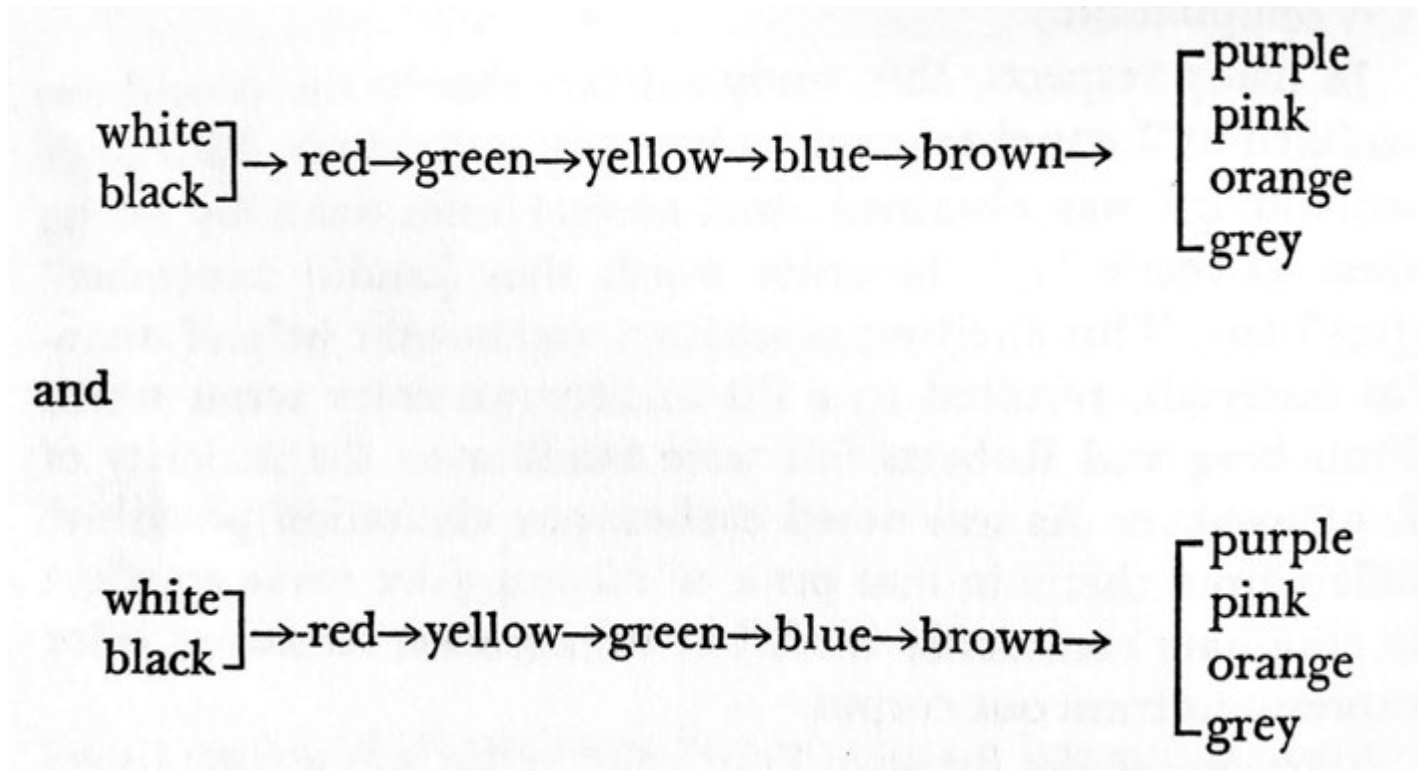 white
black
→ red→green→yellow→blue→brown→
purple
pink
orange
grey
and
white
black
→-red→yellow→green→blue→brown→
purple
pink
orange
grey